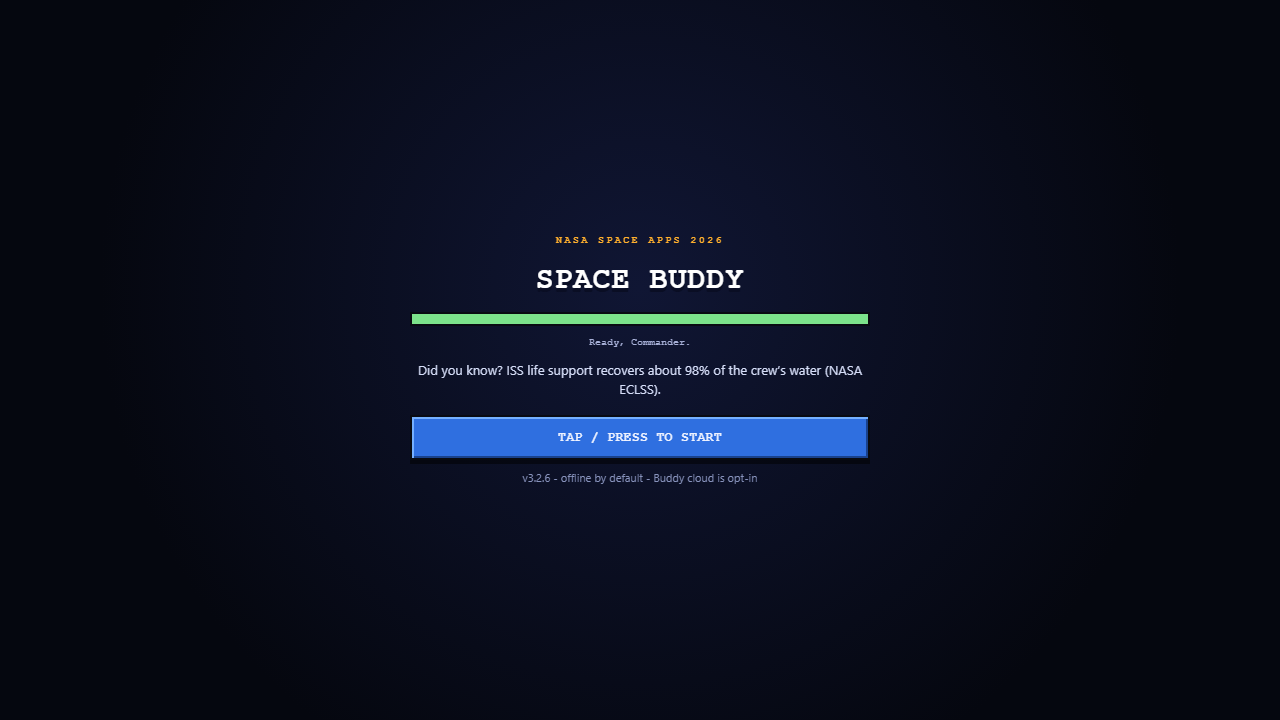 NASA SPACE APPS 2026
SPACE BUDDY
Ready, Commander.
Did you know? ISS life support recovers about 98% of the crew's water (NASA
ECLSS).
TAP / PRESS TO START
v3.2.6 - offline by default - Buddy cloud is opt-in